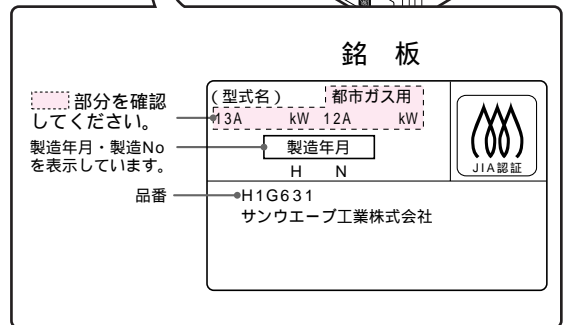 銘 板
部分を確認
してください。
製造年月・製造No
を表示しています。
品番
(型式名) 都市ガス用
13A kW 12A kW
製造年月
H N
H1G631
サンウエーブ工業株式会社
JIA認証